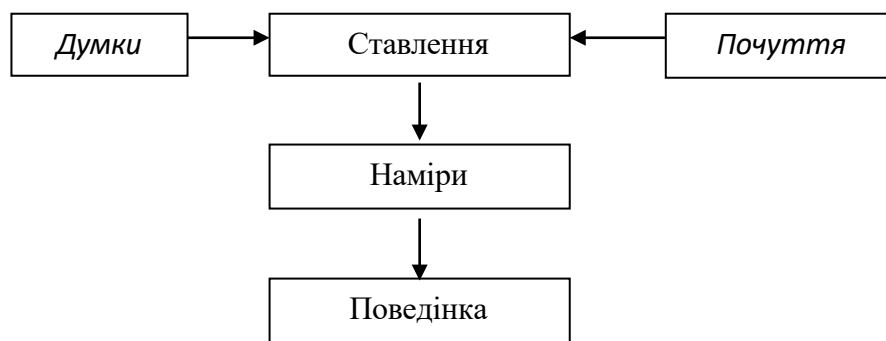 Думки
Ставлення
Почуття
Наміри
Поведінка